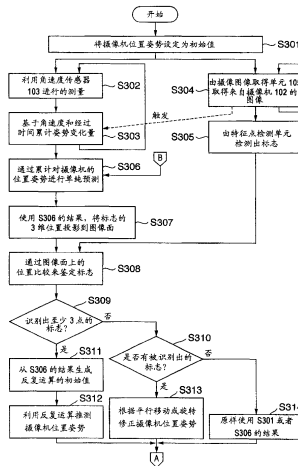 开始
将摄像机位置姿势设定为初始值
S301
利用角速度传感器
103进行的测量
S302
S304
由摄像图像取得单元 105
取得来自摄像机 102 的
图像
触发
基于角速度和经过
时间累计姿势变化量
S303
S305
由特征点检测单元
检测出标志
S306
B
通过累计对摄像机的
位置姿势进行单纯预测
使用 S306 的结果，将标志的
3 维位置投影到图像面
S307
通过图像面上的
位置比较来鉴定标志
S308
S309
识别出至少 3 点的
标志？
否
是
S310
是否有被识别出的
标志？
否
是
S311
从 S306 的结果生成
反复运算的初始值
S312
利用反复运算推测
摄像机位置姿势
S313
根据平行移动或旋转
修正摄像机位置姿势
S314
原样使用 S301 或者
S306 的结果
A